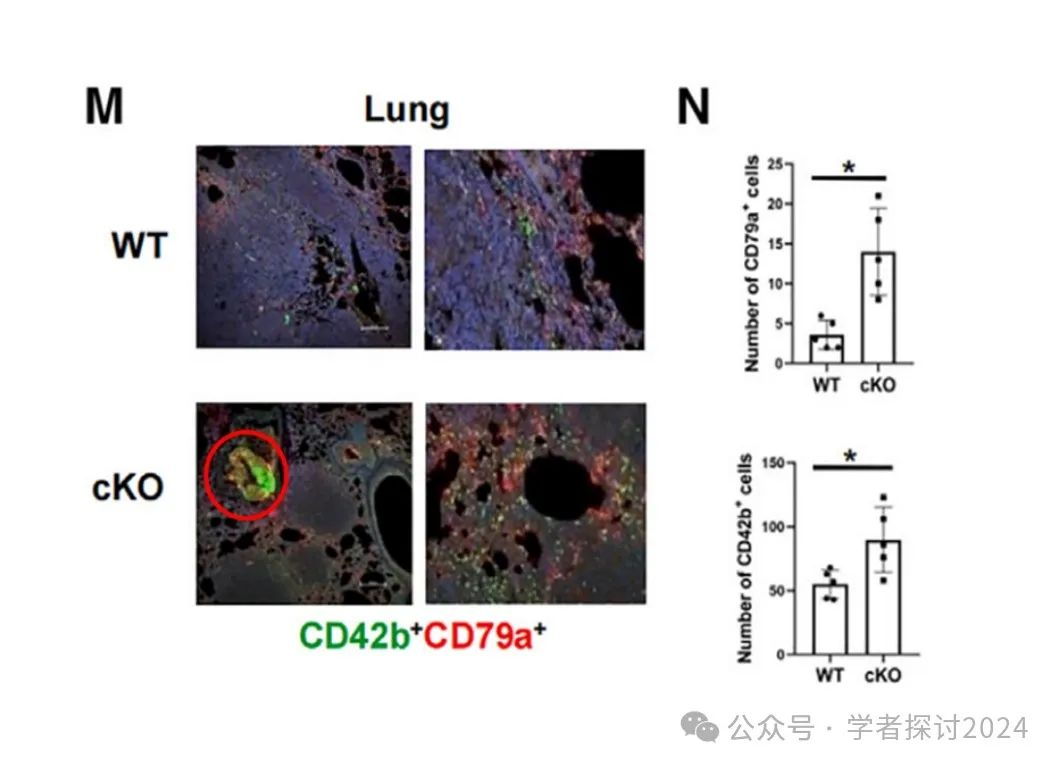 M
Lung
WT
cKO
CD42b⁺CD79a⁺
N
Number of CD79a⁺ cells
25
20
15
10
5
0
*
WT cKO
Number of CD42b⁺ cells
150
100
50
0
*
WT cKO
公众号 · 学者探讨2024